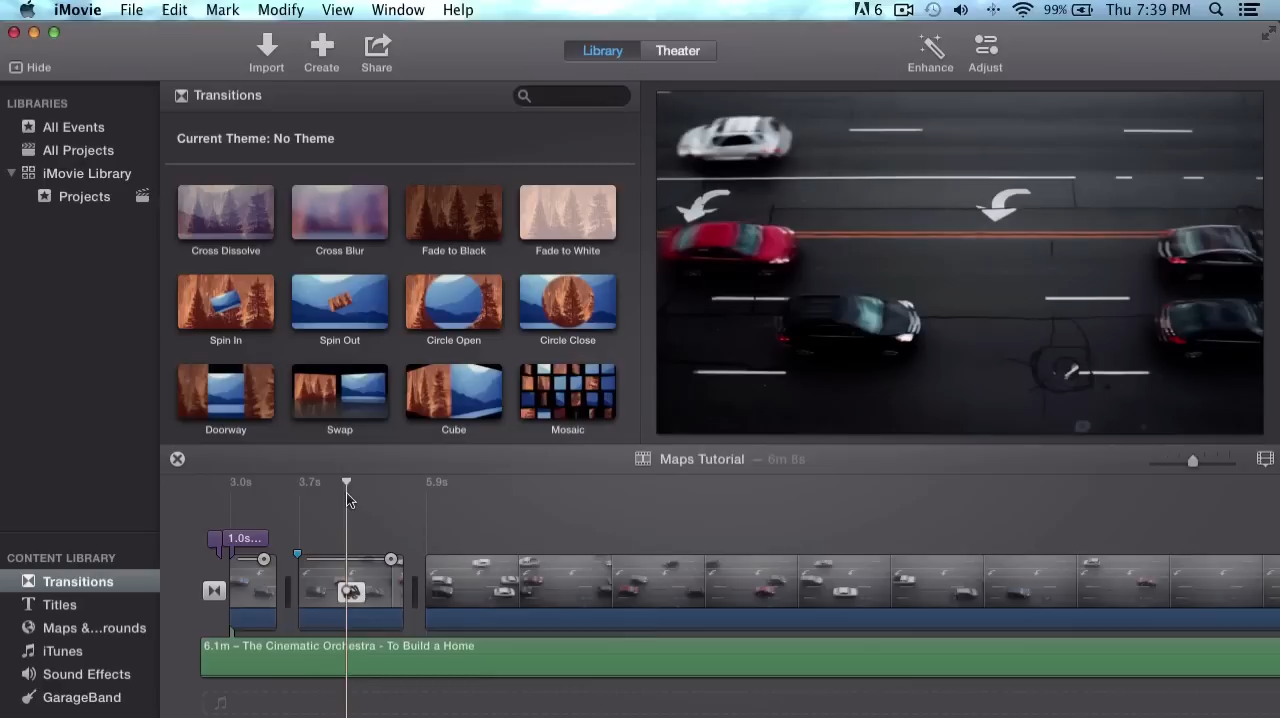 iMovie File Edit Mark Modify View Window Help 6 99% Thu 7:39 PM
Hide Import Create Share Library Theater Enhance Adjust
LIBRARIES
All Events
All Projects
iMovie Library
Projects
Transitions
Current Theme: No Theme
Cross Dissolve Cross Blur Fade to Black Fade to White
Spin In Spin Out Circle Open Circle Close
Doorway Swap Cube Mosaic
Maps Tutorial – 6m 8s
3.0s 3.7s 5.9s
1.0s...
6.1m – The Cinematic Orchestra - To Build a Home
CONTENT LIBRARY
Transitions
Titles
Maps &...rounds
iTunes
Sound Effects
GarageBand